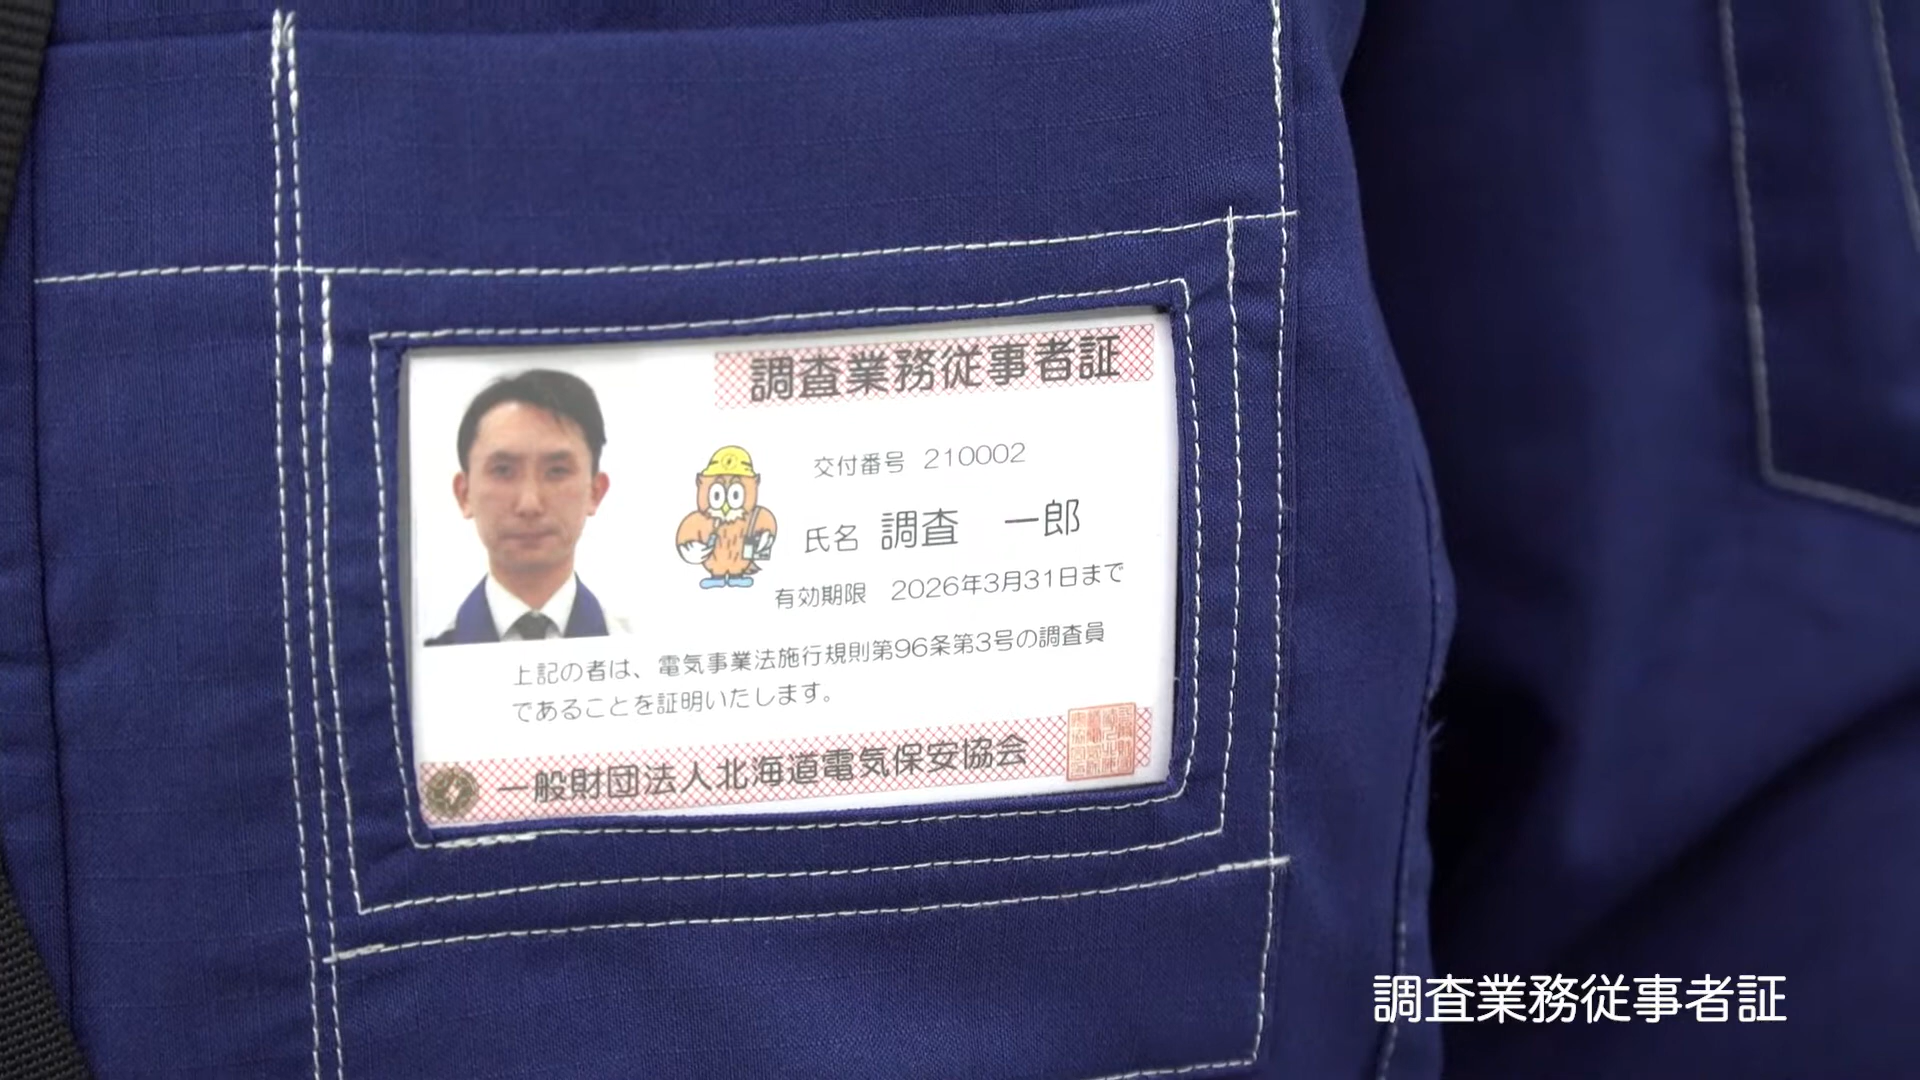 調査業務従事者証
交付番号 210002
氏名 調査 一郎
有効期限 2026年3月31日まで
上記の者は、電気事業法施行規則第96条第3号の調査員
であることを証明いたします。
一般財団法人北海道電気保安協会
調査業務従事者証